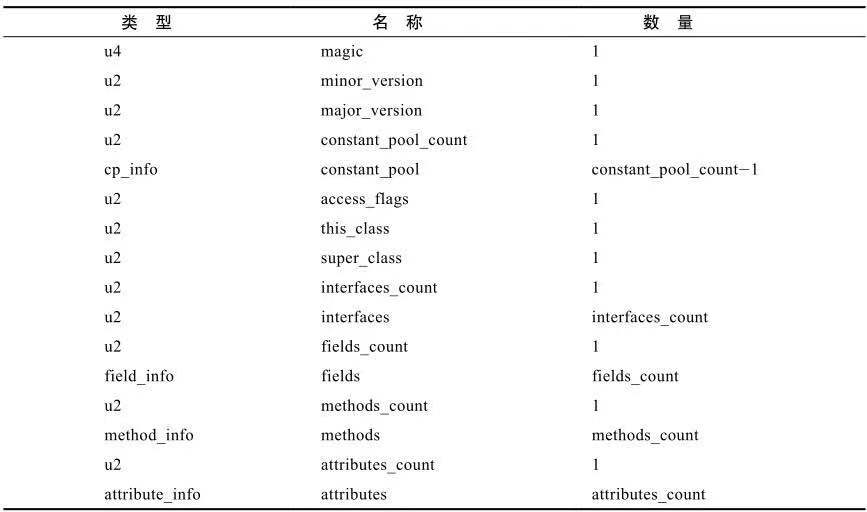 类 型 名 称 数 量
u4 magic 1
u2 minor_version 1
u2 major_version 1
u2 constant_pool_count 1
cp_info constant_pool constant_pool_count−1
u2 access_flags 1
u2 this_class 1
u2 super_class 1
u2 interfaces_count 1
u2 interfaces interfaces_count
u2 fields_count 1
field_info fields fields_count
u2 methods_count 1
method_info methods methods_count
u2 attributes_count 1
attribute_info attributes attributes_count